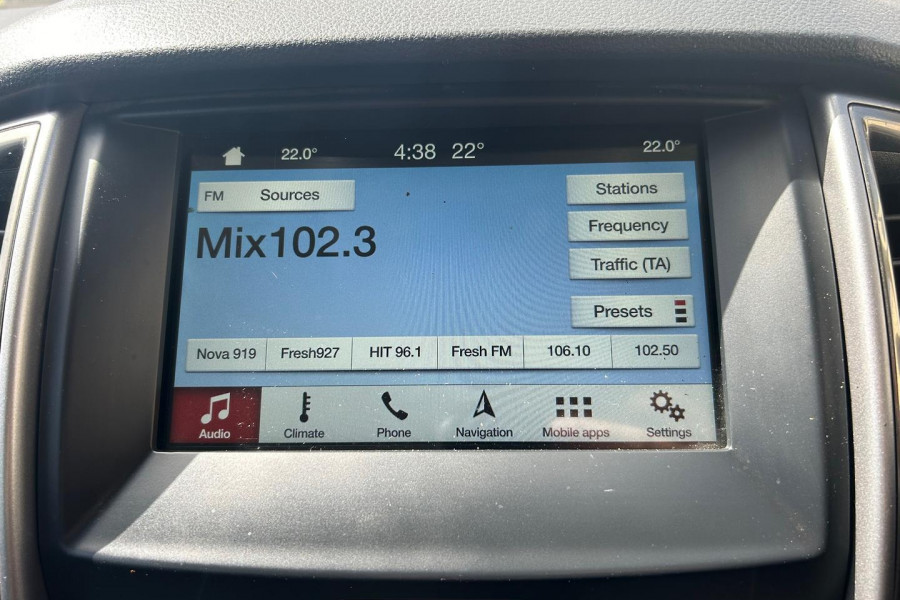 22.0° 4:38 22° 22.0°
FM Sources
Stations
Mix102.3
Frequency
Traffic (TA)
Presets
Nova 919 Fresh927 HIT 96.1 Fresh FM 106.10 102.50
Audio Climate Phone Navigation Mobile apps Settings